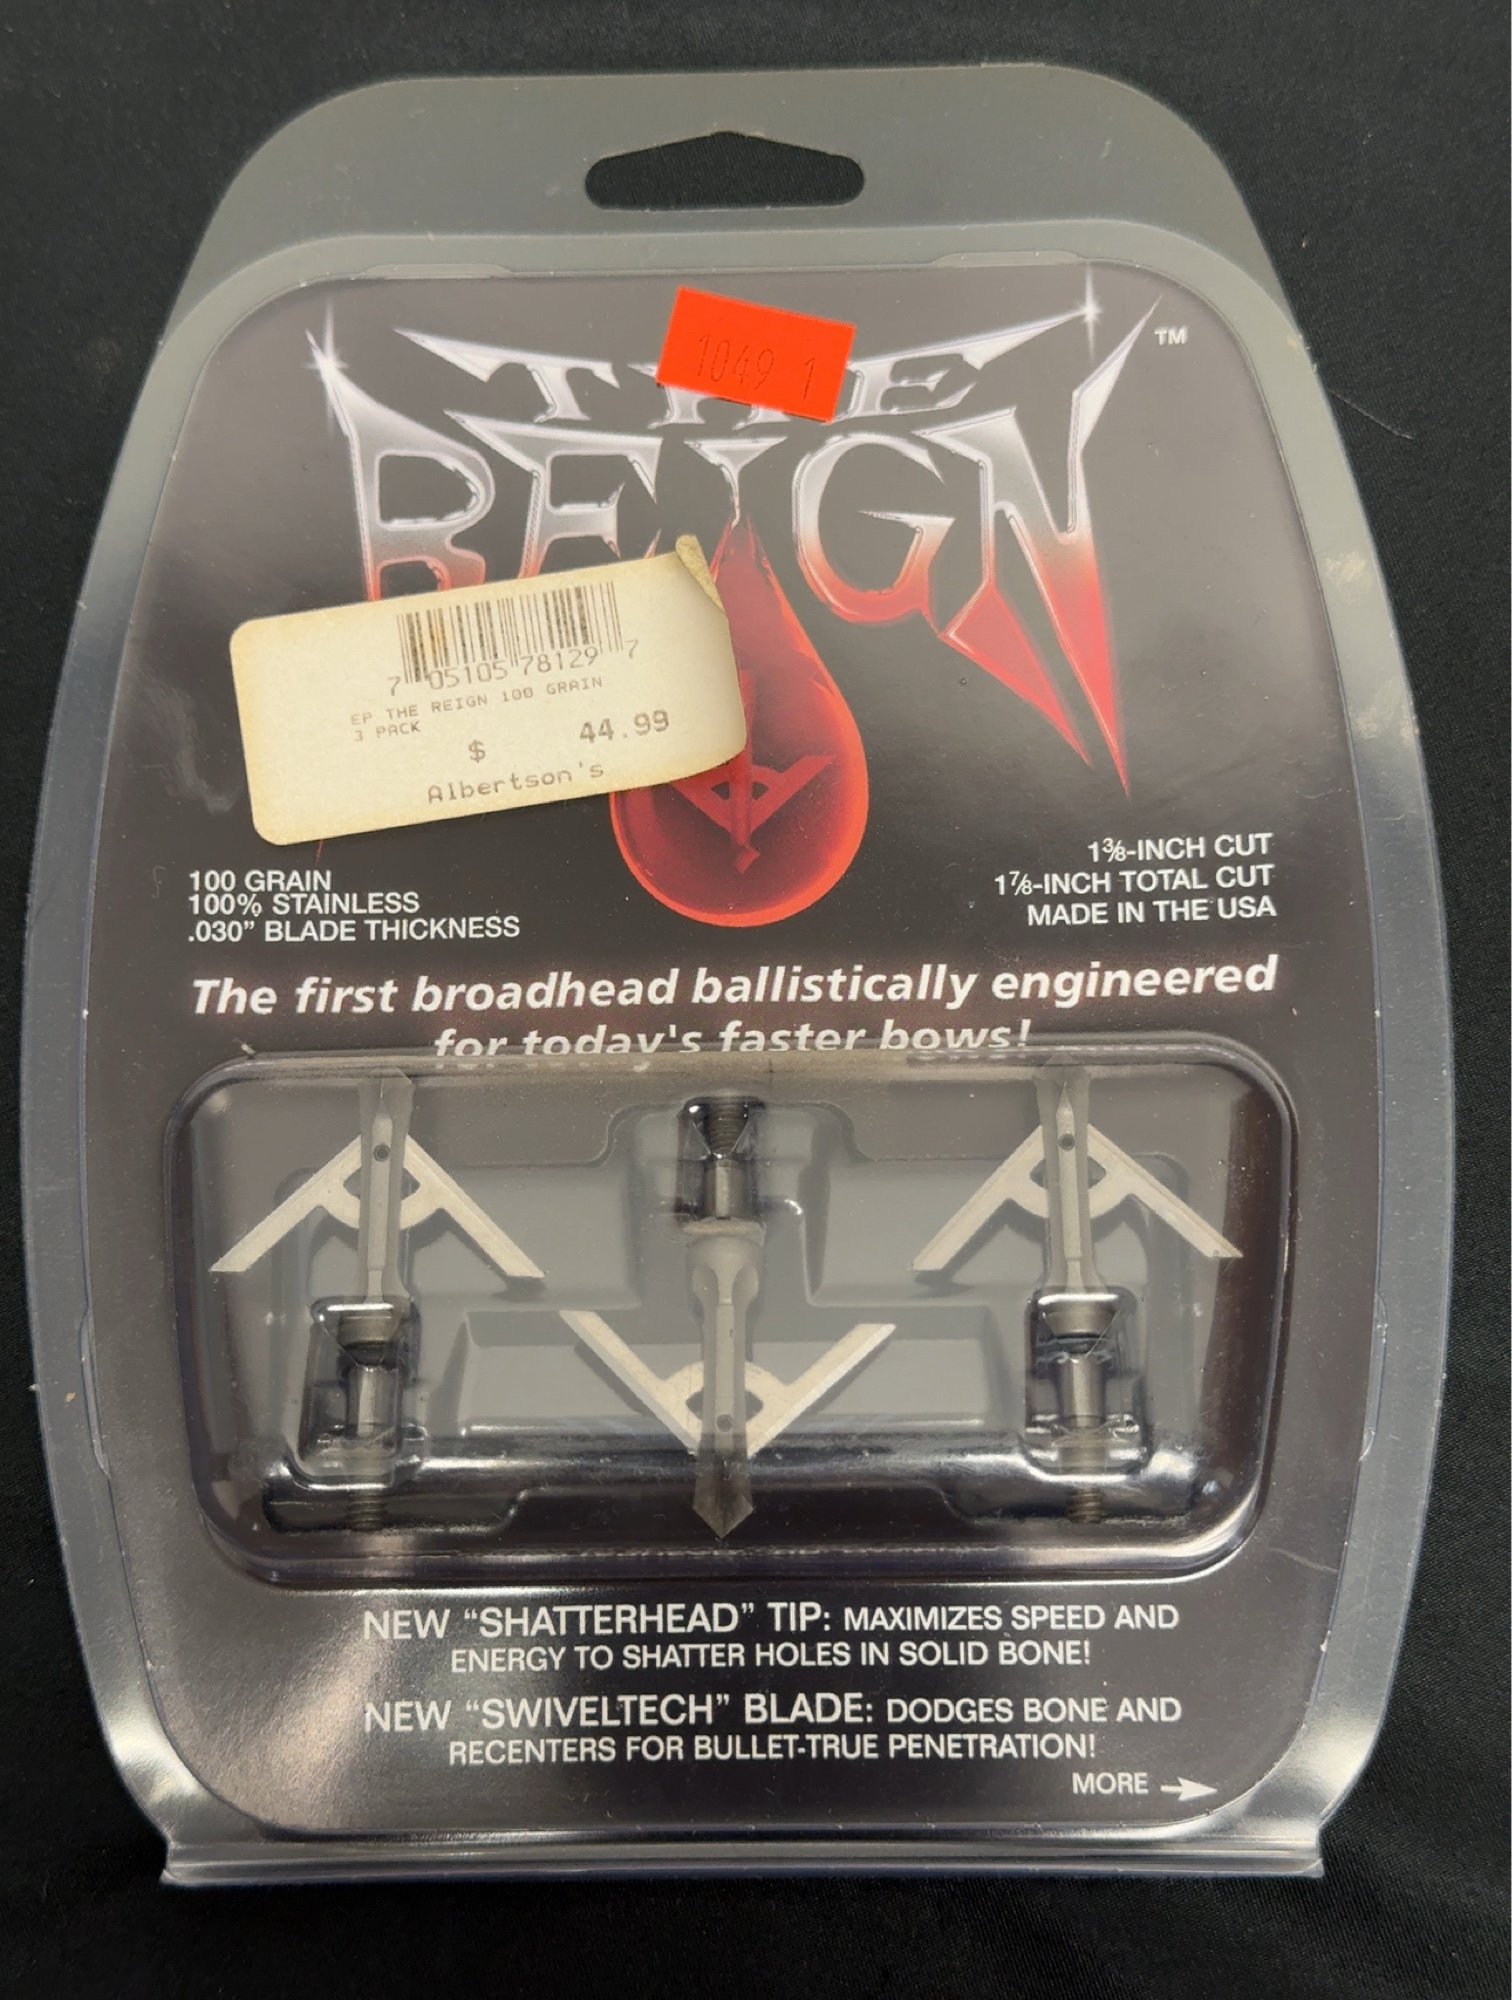 1049 1
THE
REIGN
TM
7 05105 78129 7
EP THE REIGN 100 GRAIN
3 PACK
$ 44.99
Albertson's
100 GRAIN
100% STAINLESS
.030” BLADE THICKNESS
1⅜-INCH CUT
1⅞-INCH TOTAL CUT
MADE IN THE USA
The first broadhead ballistically engineered
for today's faster bows!
NEW “SHATTERHEAD” TIP: MAXIMIZES SPEED AND
ENERGY TO SHATTER HOLES IN SOLID BONE!
NEW “SWIVELTECH” BLADE: DODGES BONE AND
RECENTERS FOR BULLET-TRUE PENETRATION!
MORE